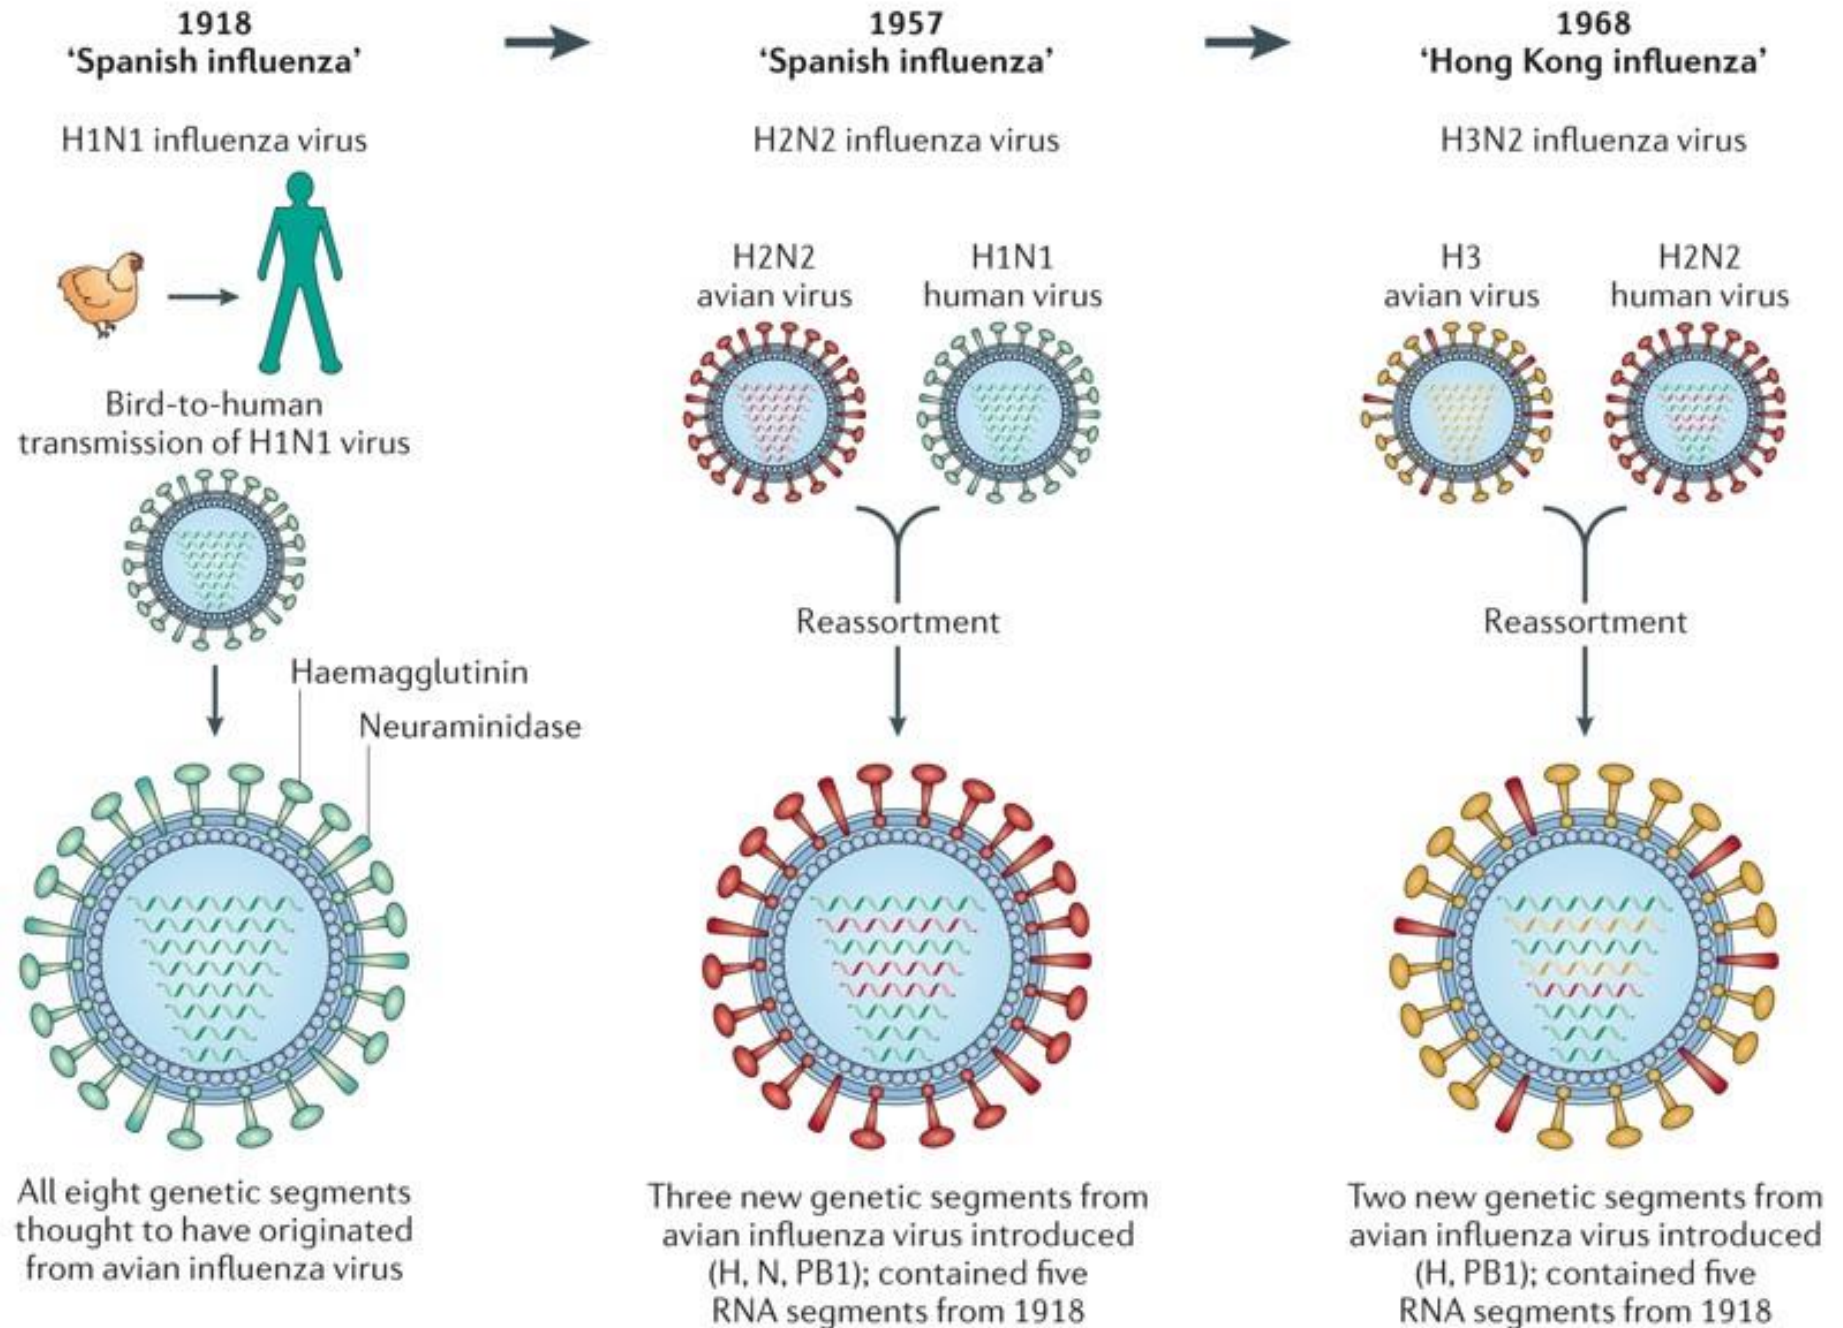 1918
‘Spanish influenza’
H1N1 influenza virus
Bird-to-human
transmission of H1N1 virus
Haemagglutinin
Neuraminidase
All eight genetic segments
thought to have originated
from avian influenza virus
1957
‘Spanish influenza’
H2N2 influenza virus
H2N2
avian virus
H1N1
human virus
Reassortment
Three new genetic segments from
avian influenza virus introduced
(H, N, PB1); contained five
RNA segments from 1918
1968
‘Hong Kong influenza’
H3N2 influenza virus
H3
avian virus
H2N2
human virus
Reassortment
Two new genetic segments from
avian influenza virus introduced
(H, PB1); contained five
RNA segments from 1918